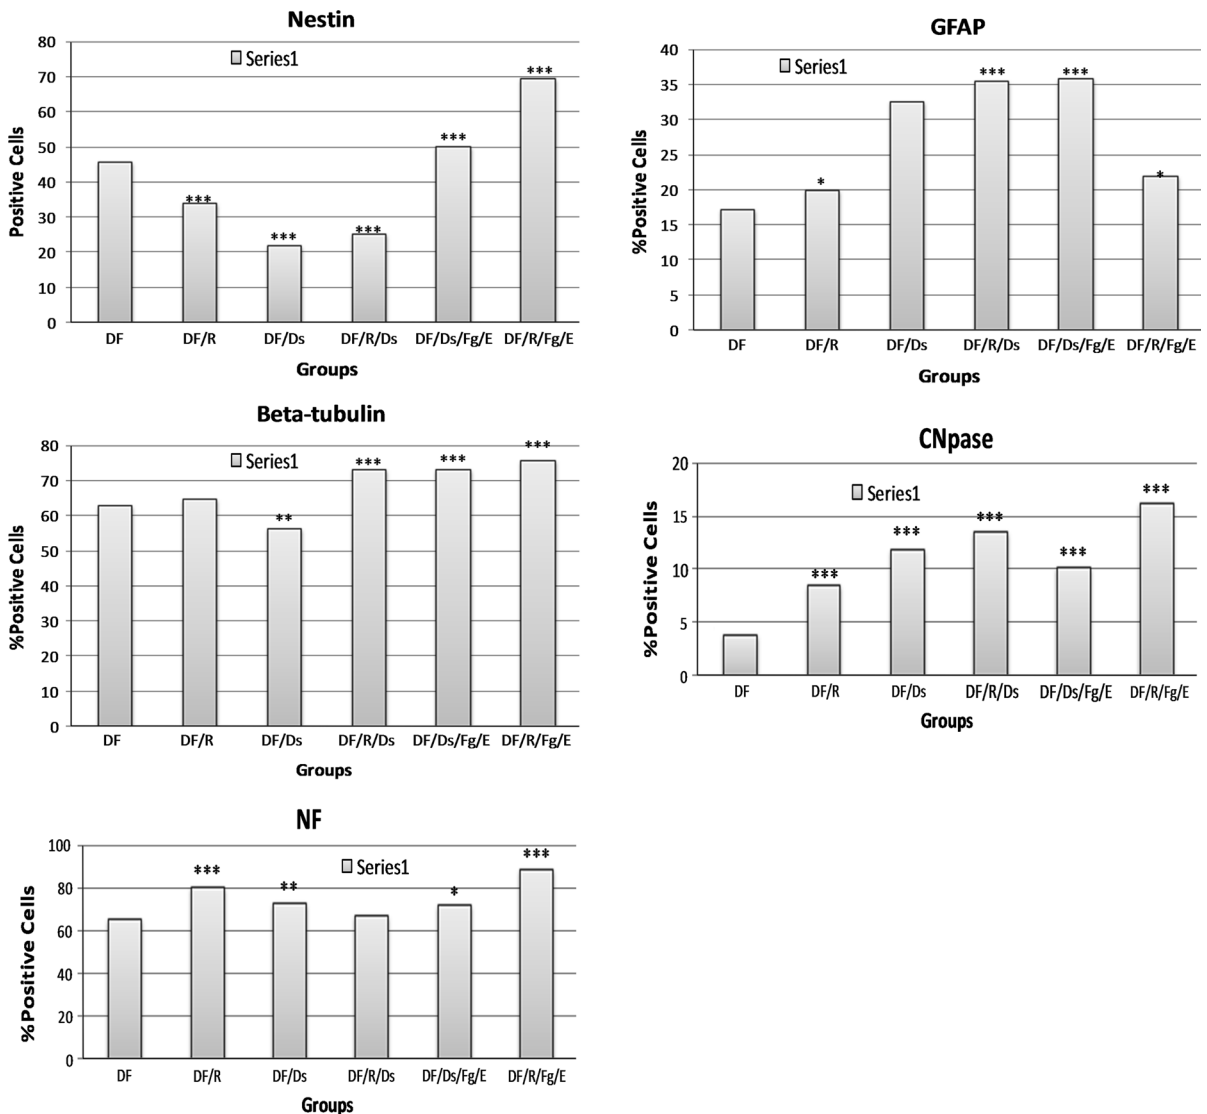 Nestin
Series1
Positive Cells
80
70
60
50
40
30
20
10
0
***
***
***
***
***
DF DF/R DF/Ds DF/R/Ds DF/Ds/Fg/E DF/R/Fg/E
Groups
GFAP
Series1
%Positive Cells
40
35
30
25
20
15
10
5
0
*
***
***
*
DF DF/R DF/Ds DF/R/Ds DF/Ds/Fg/E DF/R/Fg/E
Groups
Beta-tubulin
Series1
%Positive Cells
80
70
60
50
40
30
20
10
0
**
***
***
***
DF DF/R DF/Ds DF/R/Ds DF/Ds/Fg/E DF/R/Fg/E
Groups
CNpase
Series1
%Positive Cells
20
15
10
5
0
***
***
***
***
***
DF DF/R DF/Ds DF/R/Ds DF/Ds/Fg/E DF/R/Fg/E
Groups
NF
Series1
%Positive Cells
100
80
60
40
20
0
***
**
*
***
DF DF/R DF/Ds DF/R/Ds DF/Ds/Fg/E DF/R/Fg/E
Groups